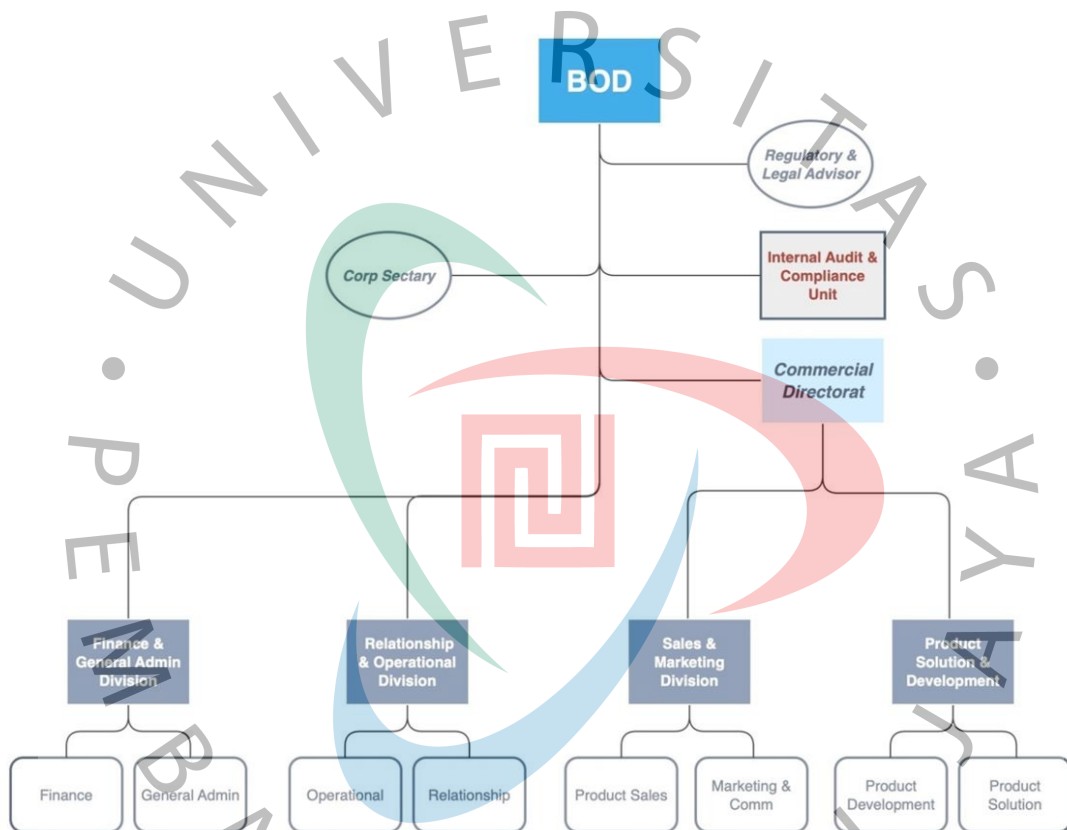 UNIVERSITAS
PEMBA
JAYA
BOD
Regulatory &
Legal Advisor
Corp Sectary
Internal Audit &
Compliance
Unit
Commercial
Directorat
Finance &
General Admin
Division
Relationship
& Operational
Division
Sales &
Marketing
Division
Product
Solution &
Development
Finance
General Admin
Operational
Relationship
Product Sales
Marketing &
Comm
Product
Development
Product
Solution